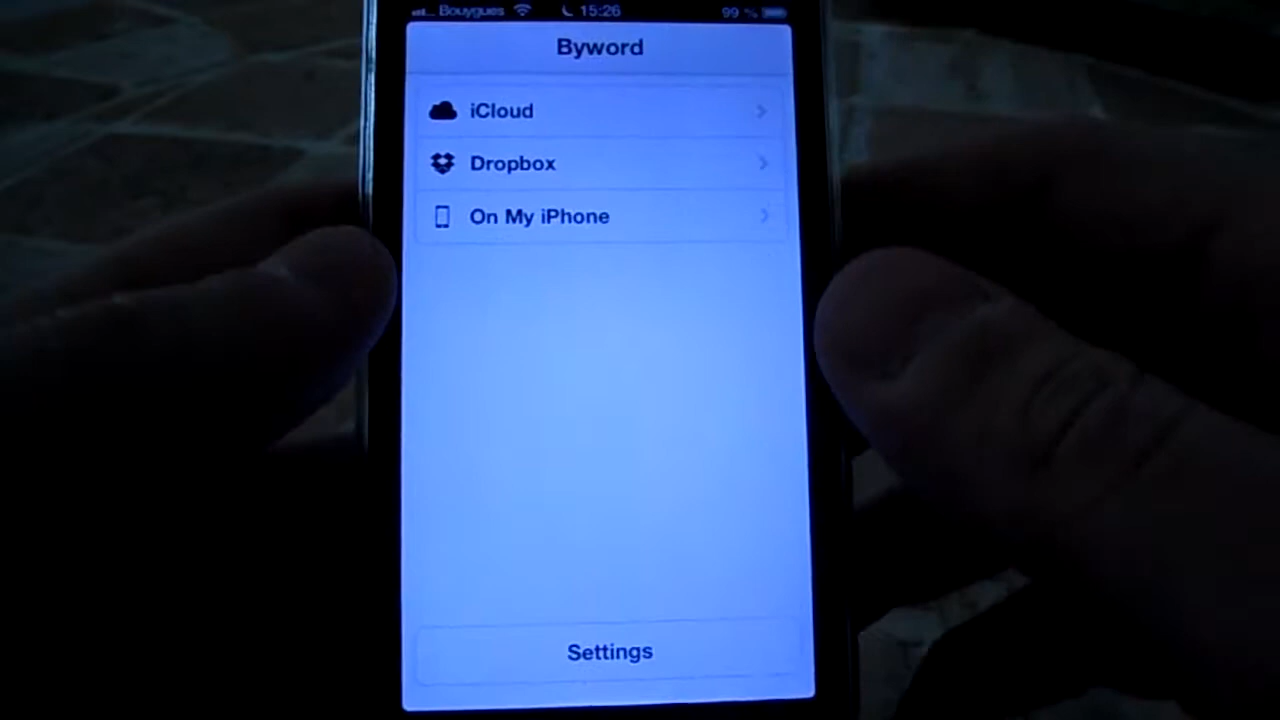 Bouygues 15:26 99 %
Byword
iCloud
Dropbox
On My iPhone
Settings